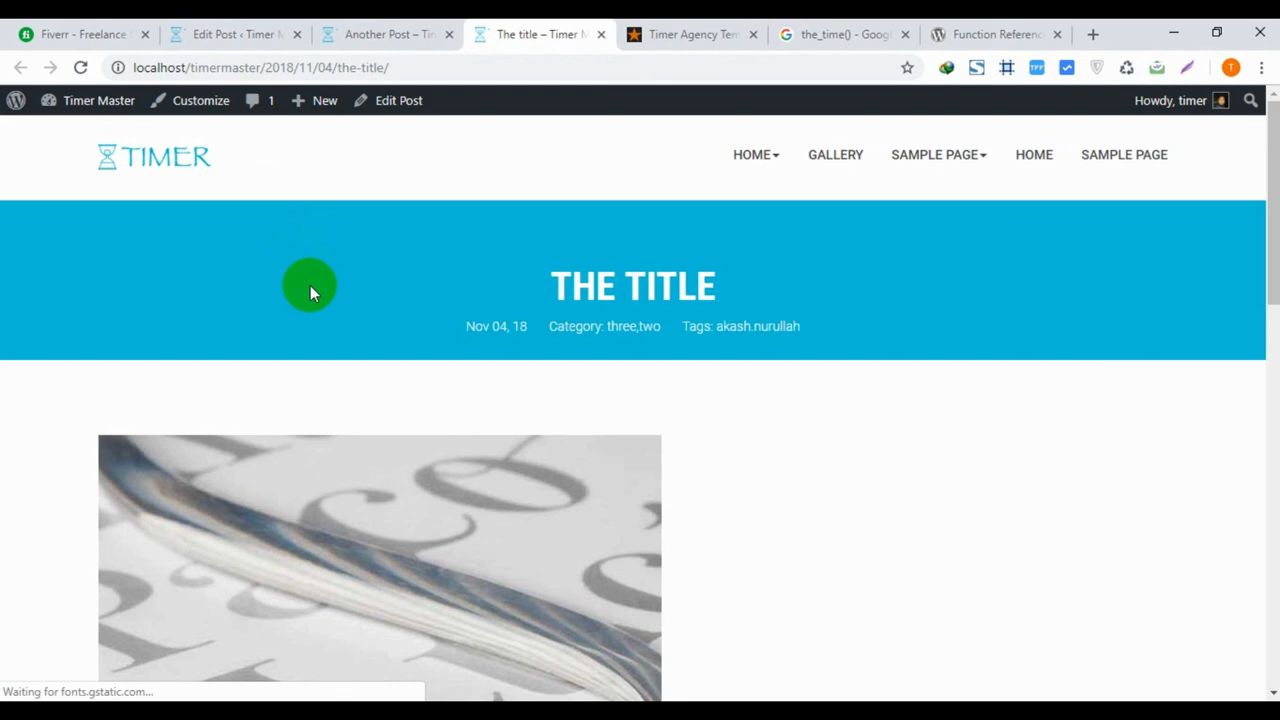 Fiverr - Freelance
Edit Post ‹ Timer M
Another Post – Tim
The title – Timer M
Timer Agency Tem
the_time() - Googl
Function Referenc
localhost/timermaster/2018/11/04/the-title/
Timer Master
Customize
1
New
Edit Post
Howdy, timer
TIMER
HOME
GALLERY
SAMPLE PAGE
HOME
SAMPLE PAGE
THE TITLE
Nov 04, 18
Category: three,two
Tags: akash.nurullah
Waiting for fonts.gstatic.com...